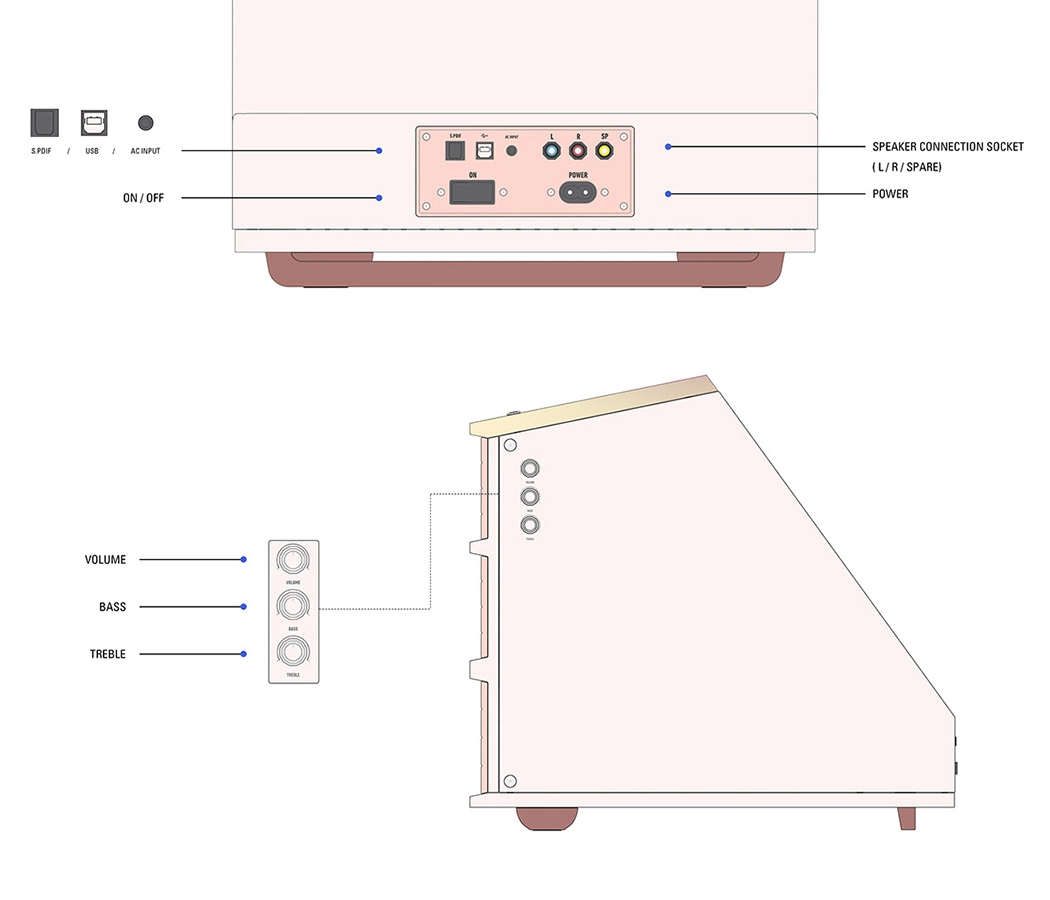 S.PDIF
AC INPUT
L
R
SP
ON
POWER
S.PDIF / USB / AC INPUT
ON / OFF
SPEAKER CONNECTION SOCKET
( L / R / SPARE)
POWER
VOLUME
BASS
TREBLE
VOLUME
BASS
TREBLE
VOLUME
BASS
TREBLE